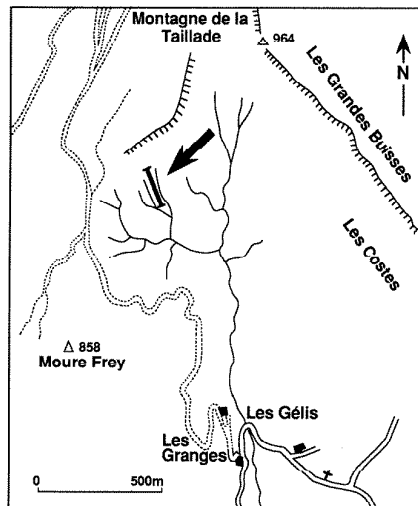 Montagne de la
Taillade
964
N
Les Grandes Buisses
Les Costes
858
Moure Frey
Les Gélis
Les
Granges
0
500m